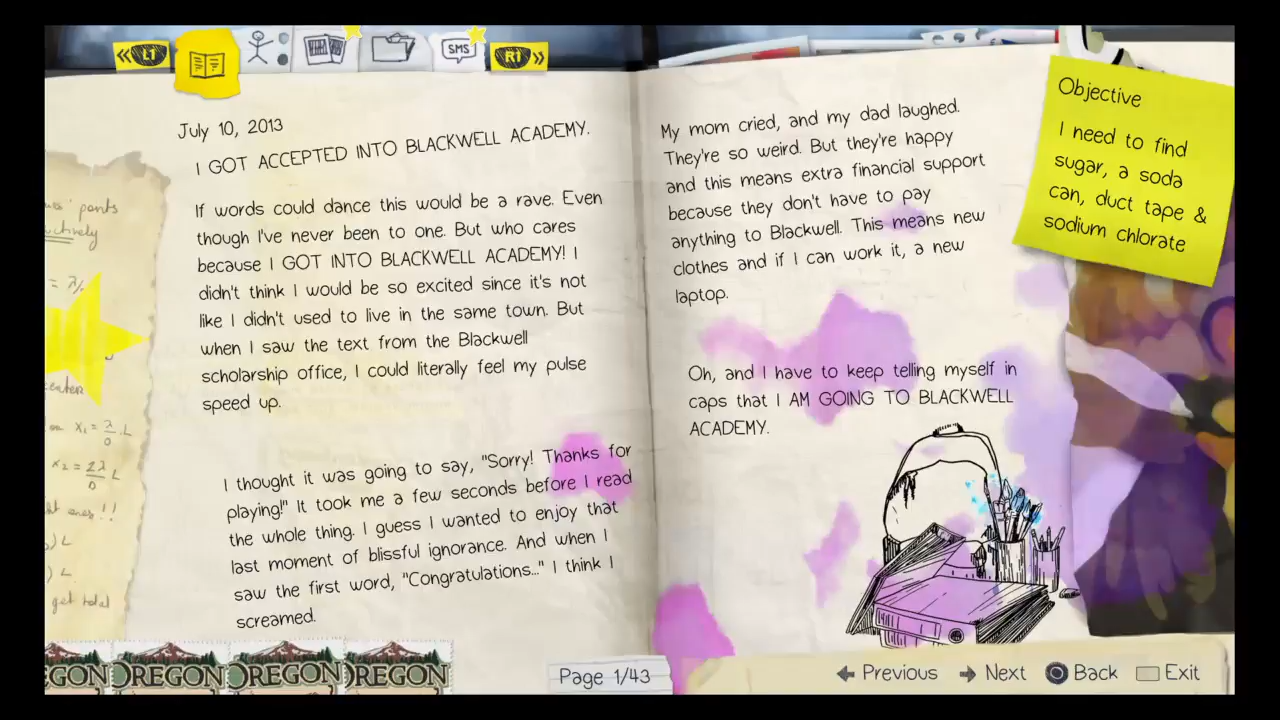 L1
SMS
R1
July 10, 2013
I GOT ACCEPTED INTO BLACKWELL ACADEMY.
If words could dance this would be a rave. Even
though I've never been to one. But who cares
because I GOT INTO BLACKWELL ACADEMY! I
didn't think I would be so excited since it's not
like I didn't used to live in the same town. But
when I saw the text from the Blackwell
scholarship office, I could literally feel my pulse
speed up.
I thought it was going to say, "Sorry! Thanks for
playing!" It took me a few seconds before I read
the whole thing. I guess I wanted to enjoy that
last moment of blissful ignorance. And when I
saw the first word, "Congratulations..." I think I
screamed.
My mom cried, and my dad laughed.
They're so weird. But they're happy
and this means extra financial support
because they don't have to pay
anything to Blackwell. This means new
clothes and if I can work it, a new
laptop.
Oh, and I have to keep telling myself in
caps that I AM GOING TO BLACKWELL
ACADEMY.
Objective
I need to find
sugar, a soda
can, duct tape &
sodium chlorate
EGON OREGON OREGON OREGON
Page 1/43
Previous
Next
Back
Exit